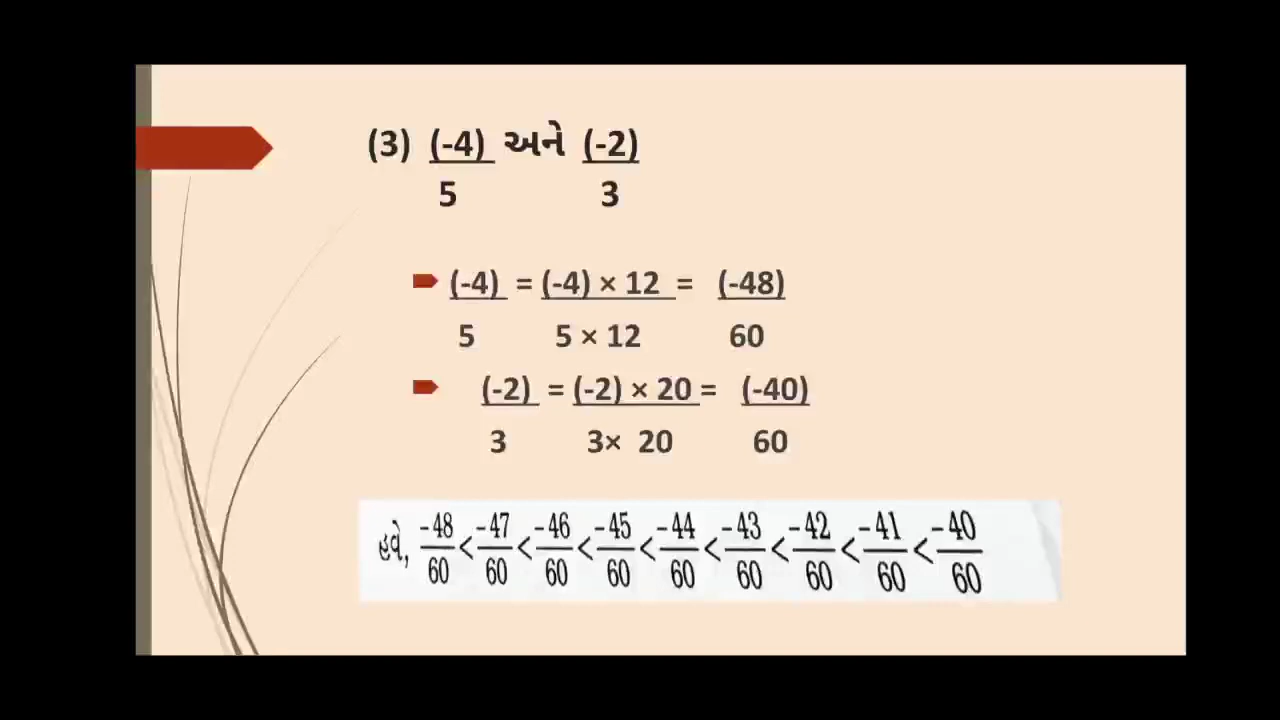 (3) (-4) અને (-2)
5 3
(-4) = (-4) × 12 = (-48)
5 5 × 12 60
(-2) = (-2) × 20 = (-40)
3 3× 20 60
હવે, -48/60 < -47/60 < -46/60 < -45/60 < -44/60 < -43/60 < -42/60 < -41/60 < -40/60